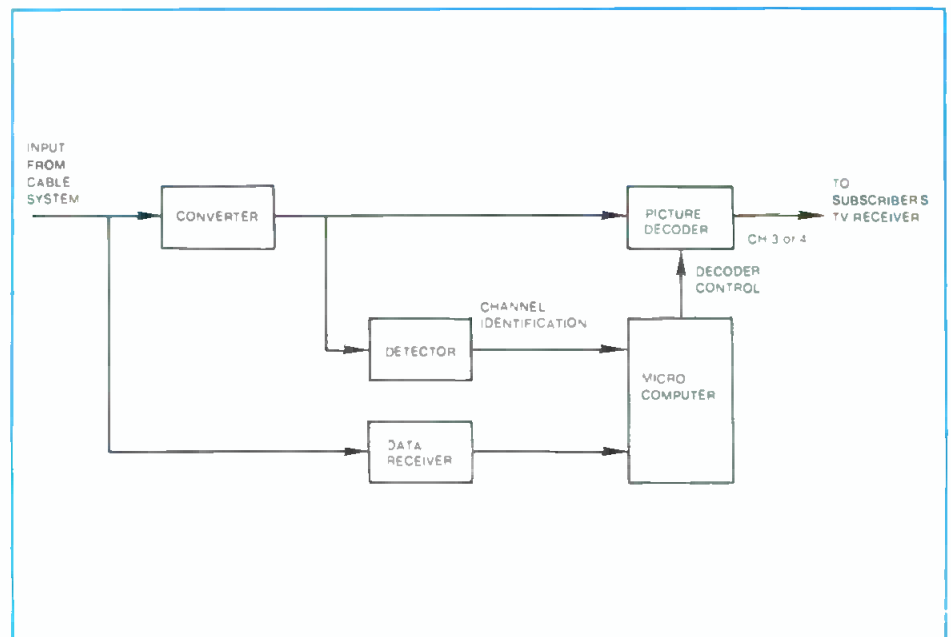 INPUT
FROM
CABLE
SYSTEM
CONVERTER
PICTURE
DECODER
TO
SUBSCRIBERS
TV RECEIVER
CH 3 or 4
DECODER
CONTROL
CHANNEL
IDENTIFICATION
DETECTOR
MICRO
COMPUTER
DATA
RECEIVER